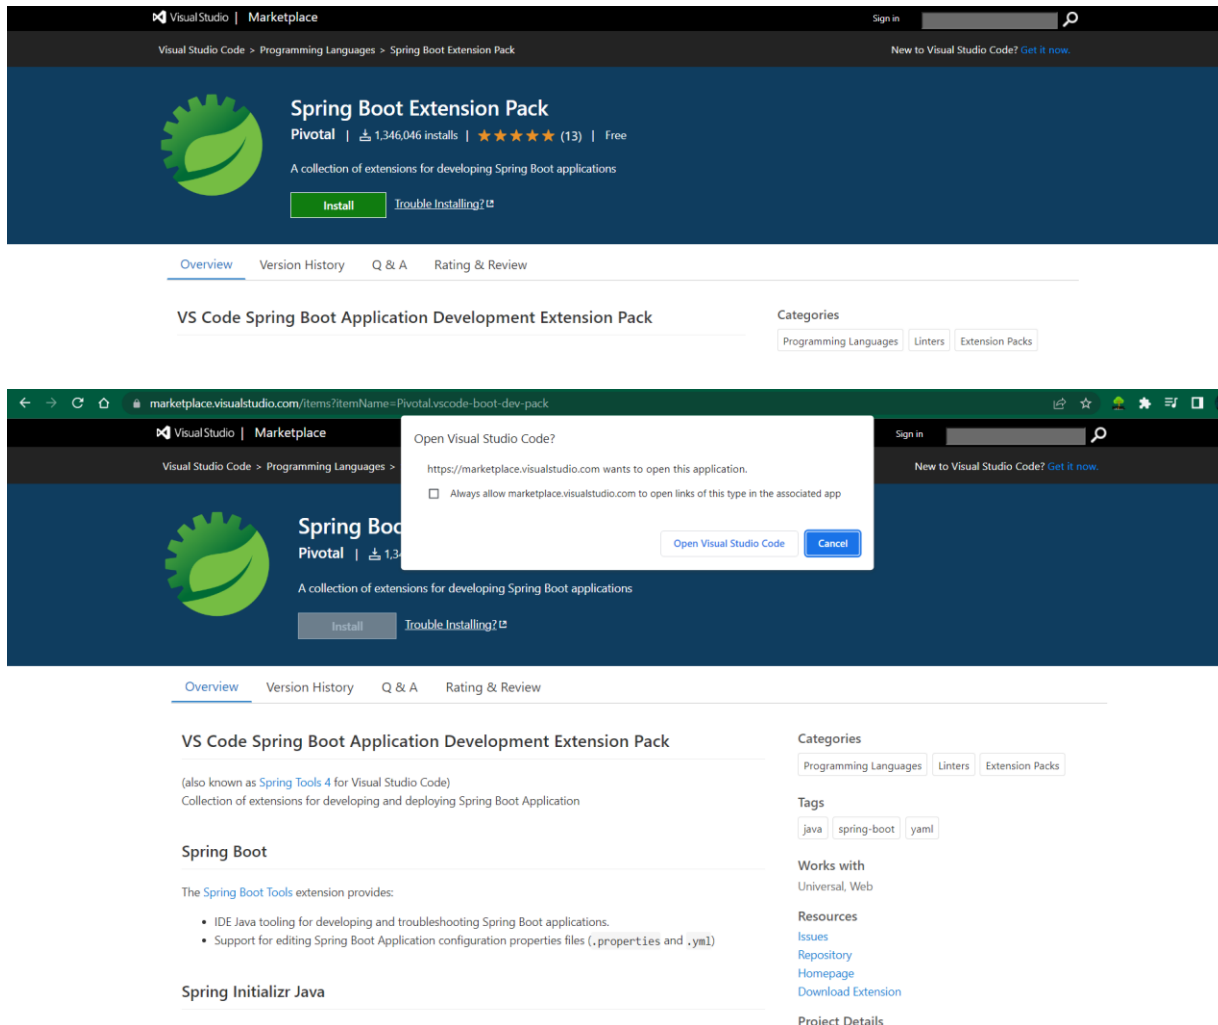 Visual Studio | Marketplace
Sign in
Visual Studio Code > Programming Languages > Spring Boot Extension Pack
New to Visual Studio Code? Get it now.
Spring Boot Extension Pack
Pivotal | 1,346,046 installs | (13) | Free
A collection of extensions for developing Spring Boot applications
Install Trouble Installing?
Overview Version History Q & A Rating & Review
VS Code Spring Boot Application Development Extension Pack
Categories
Programming Languages Linters Extension Packs
marketplace.visualstudio.com/items?itemName=Pivotal.vscode-boot-dev-pack
Visual Studio | Marketplace
Sign in
Visual Studio Code > Programming Languages >
New to Visual Studio Code? Get it now.
Open Visual Studio Code?
https://marketplace.visualstudio.com wants to open this application.
Always allow marketplace.visualstudio.com to open links of this type in the associated app
Open Visual Studio Code Cancel
Spring Boo
Pivotal | 1,34
A collection of extensions for developing Spring Boot applications
Install Trouble Installing?
Overview Version History Q & A Rating & Review
VS Code Spring Boot Application Development Extension Pack
(also known as Spring Tools 4 for Visual Studio Code)
Collection of extensions for developing and deploying Spring Boot Application
Spring Boot
The Spring Boot Tools extension provides:
• IDE Java tooling for developing and troubleshooting Spring Boot applications.
• Support for editing Spring Boot Application configuration properties files (.properties and .yml)
Spring Initializr Java
Categories
Programming Languages Linters Extension Packs
Tags
java spring-boot yaml
Works with
Universal, Web
Resources
Issues
Repository
Homepage
Download Extension
Project Details